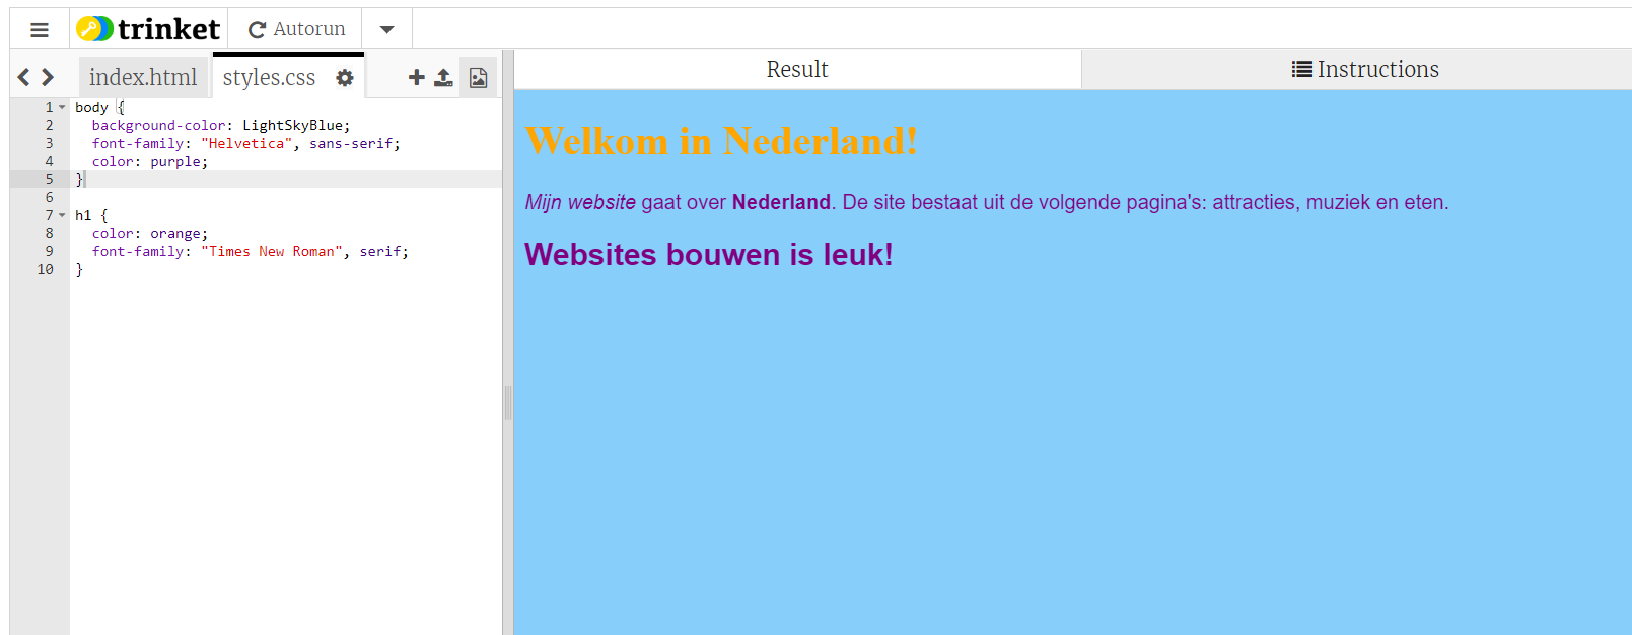 trinket Autorun
index.html styles.css
Result Instructions
1 body {
2 background-color: LightSkyBlue;
3 font-family: "Helvetica", sans-serif;
4 color: purple;
5 }
6
7 h1 {
8 color: orange;
9 font-family: "Times New Roman", serif;
10 }
Welkom in Nederland!
Mijn website gaat over Nederland. De site bestaat uit de volgende pagina's: attracties, muziek en eten.
Websites bouwen is leuk!